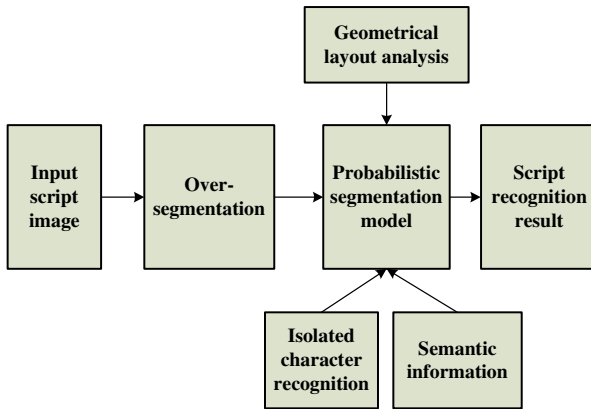 Geometrical
layout analysis
Input
script
image
Over-
segmentation
Probabilistic
segmentation
model
Script
recognition
result
Isolated
character
recognition
Semantic
information